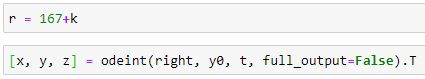 r = 167+k
[x, y, z] = odeint(right, y0, t, full_output=False).T